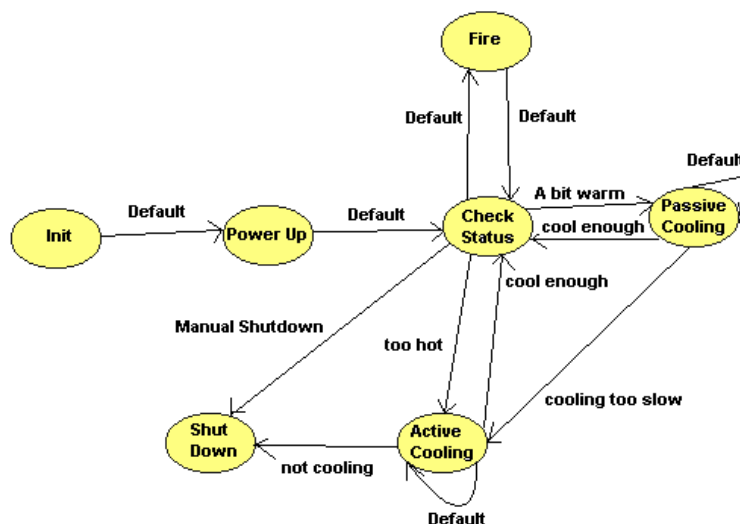 Fire
Default
Default
Default
A bit warm
Passive
Cooling
Default
Default
Init
Power Up
Check
Status
cool enough
cool enough
Manual Shutdown
too hot
cooling too slow
Shut
Down
Active
Cooling
not cooling
Default